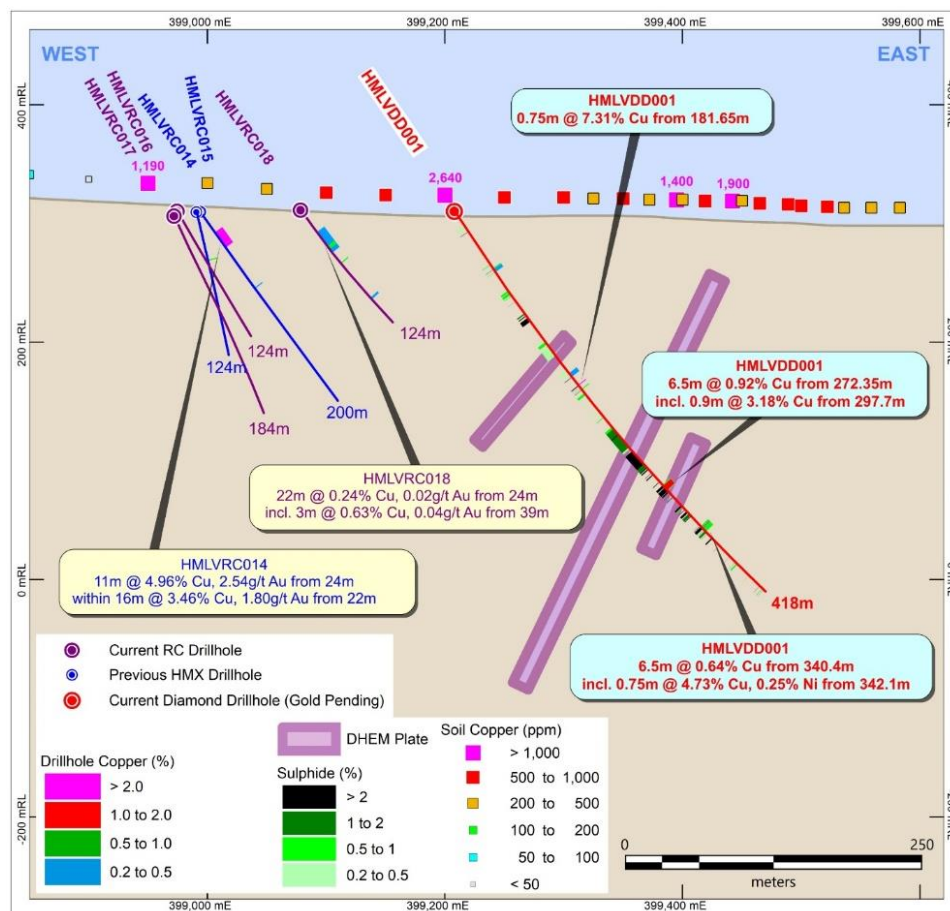 399,000 mE
399,200 mE
399,400 mE
399,600 mE
WEST
EAST
HMLVRC017
HMLVRC016
HMLVRC014
HMLVRC015
HMLVRC018
HMLVDD001
400 mRL
1,190
2,640
1,400
1,900
HMLVDD001
0.75m @ 7.31% Cu from 181.65m
200 mRL
124m
124m
124m
184m
200m
HMLVDD001
6.5m @ 0.92% Cu from 272.35m
incl. 0.9m @ 3.18% Cu from 297.7m
HMLVRC018
22m @ 0.24% Cu, 0.02g/t Au from 24m
incl. 3m @ 0.63% Cu, 0.04g/t Au from 39m
HMLVRC014
11m @ 4.96% Cu, 2.54g/t Au from 24m
within 16m @ 3.46% Cu, 1.80g/t Au from 22m
0 mRL
418m
HMLVDD001
6.5m @ 0.64% Cu from 340.4m
incl. 0.75m @ 4.73% Cu, 0.25% Ni from 342.1m
Current RC Drillhole
Previous HMX Drillhole
Current Diamond Drillhole (Gold Pending)
Drillhole Copper (%)
> 2.0
1.0 to 2.0
0.5 to 1.0
0.2 to 0.5
DHEM Plate
Sulphide (%)
> 2
1 to 2
0.5 to 1
0.2 to 0.5
Soil Copper (ppm)
> 1,000
500 to 1,000
200 to 500
100 to 200
50 to 100
< 50
-200 mRL
0
250
meters
399,000 mE
399,200 mE
399,400 mE
399,600 mE